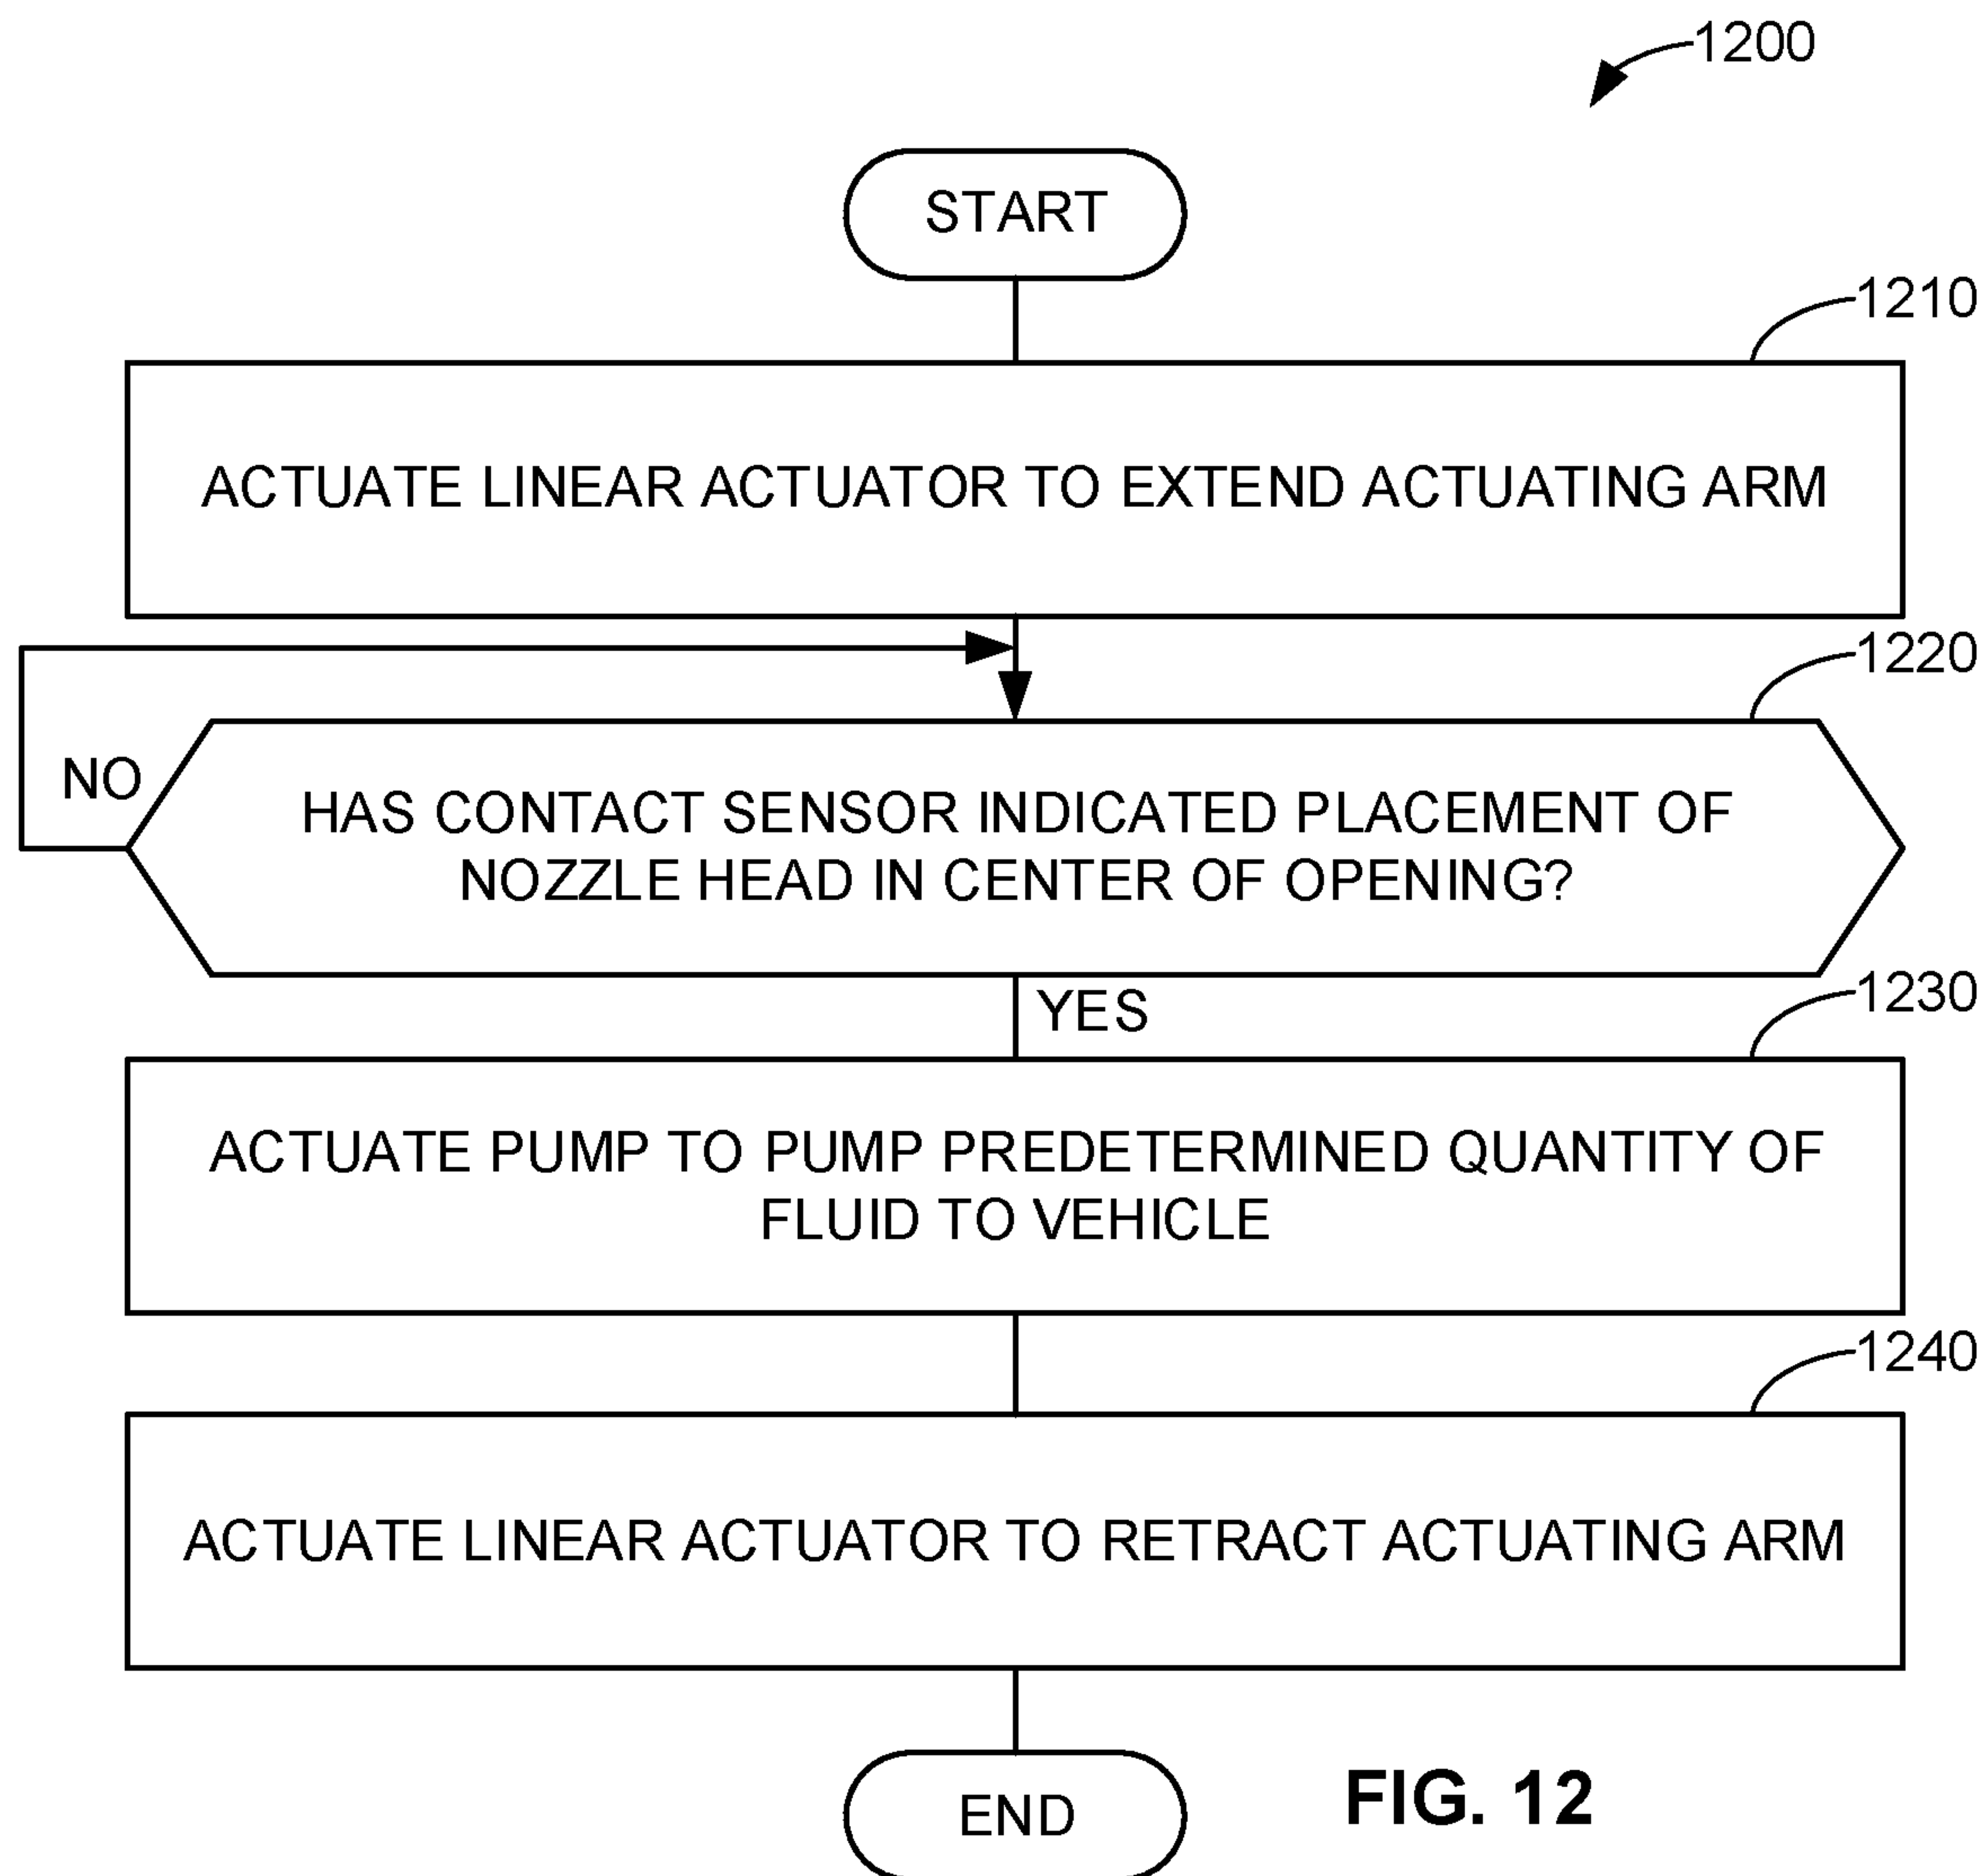 1200
START
1210
ACTUATE LINEAR ACTUATOR TO EXTEND ACTUATING ARM
1220
NO
HAS CONTACT SENSOR INDICATED PLACEMENT OF
NOZZLE HEAD IN CENTER OF OPENING?
YES
1230
ACTUATE PUMP TO PUMP PREDETERMINED QUANTITY OF
FLUID TO VEHICLE
1240
ACTUATE LINEAR ACTUATOR TO RETRACT ACTUATING ARM
END
FIG. 12